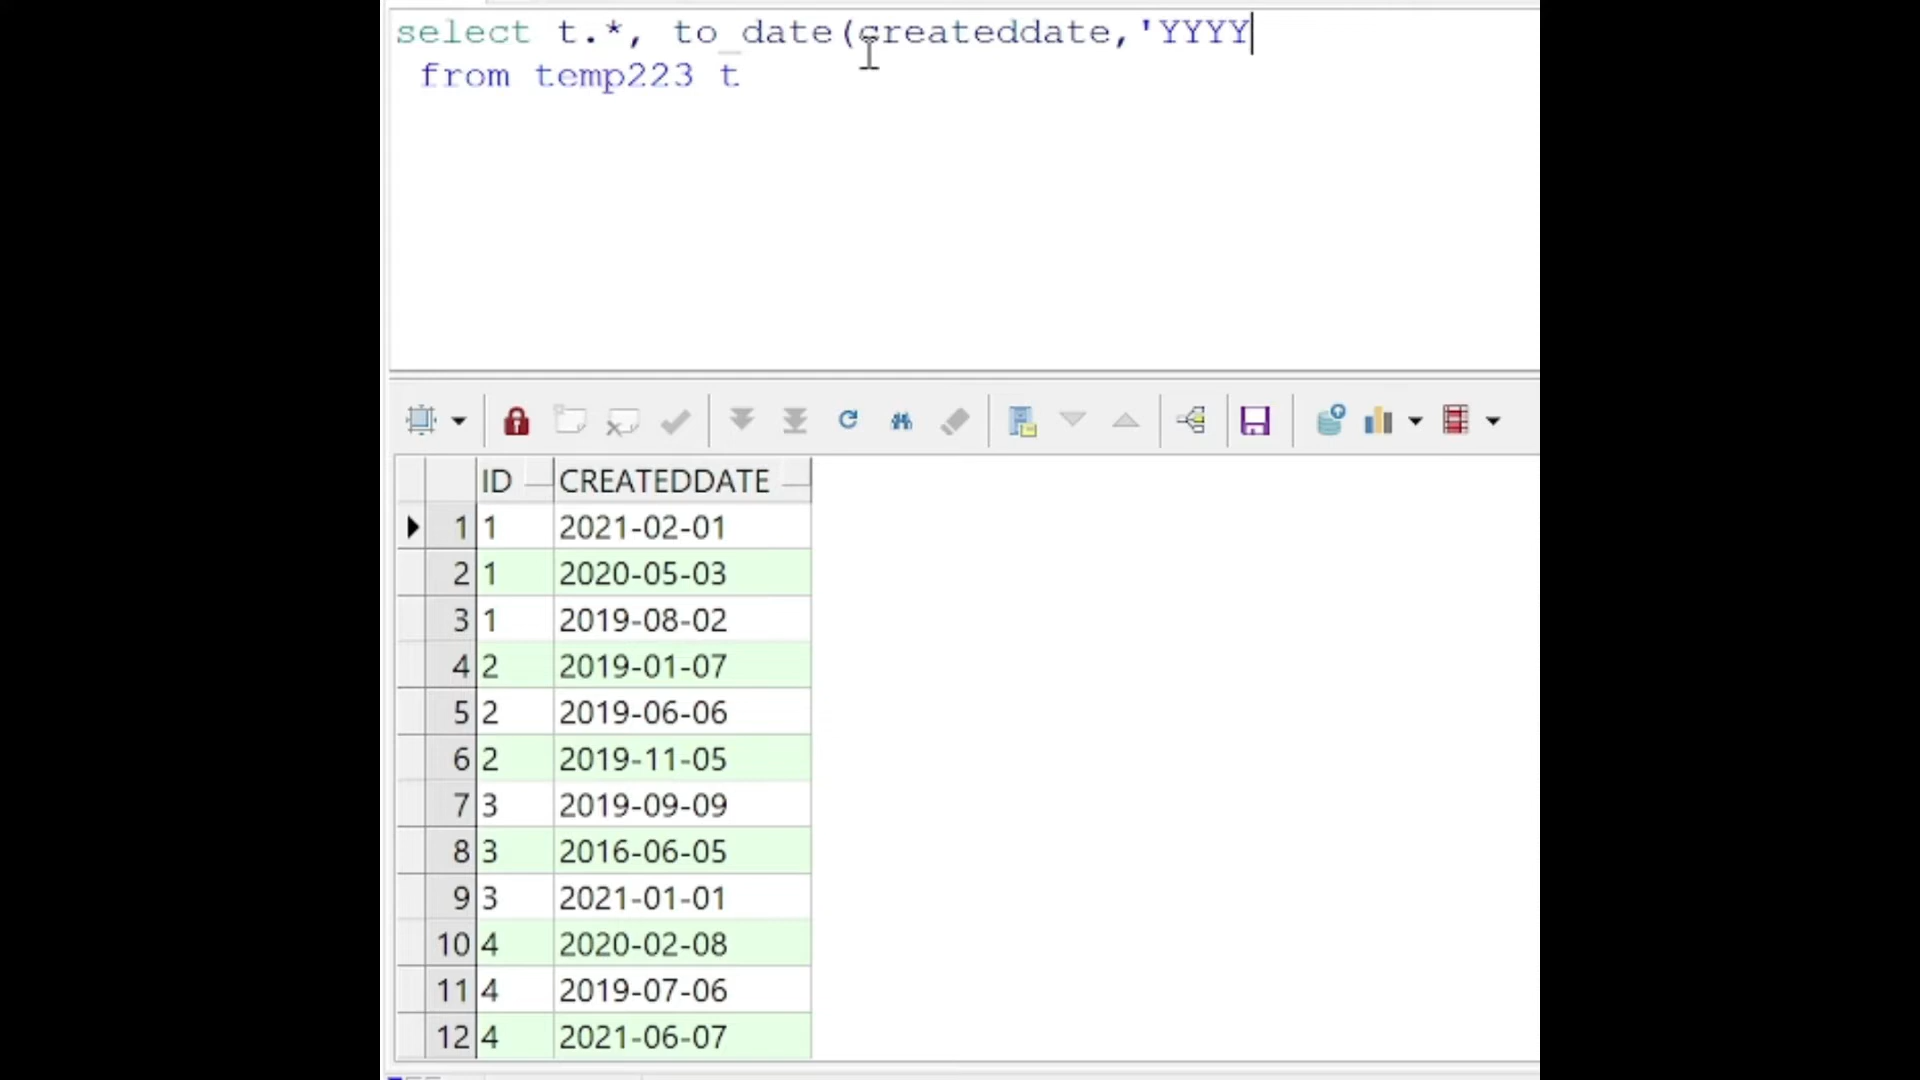 select t.*, to_date(createddate,'YYYY
from temp223 t
ID CREATEDDATE
1 1 2021-02-01
2 1 2020-05-03
3 1 2019-08-02
4 2 2019-01-07
5 2 2019-06-06
6 2 2019-11-05
7 3 2019-09-09
8 3 2016-06-05
9 3 2021-01-01
10 4 2020-02-08
11 4 2019-07-06
12 4 2021-06-07